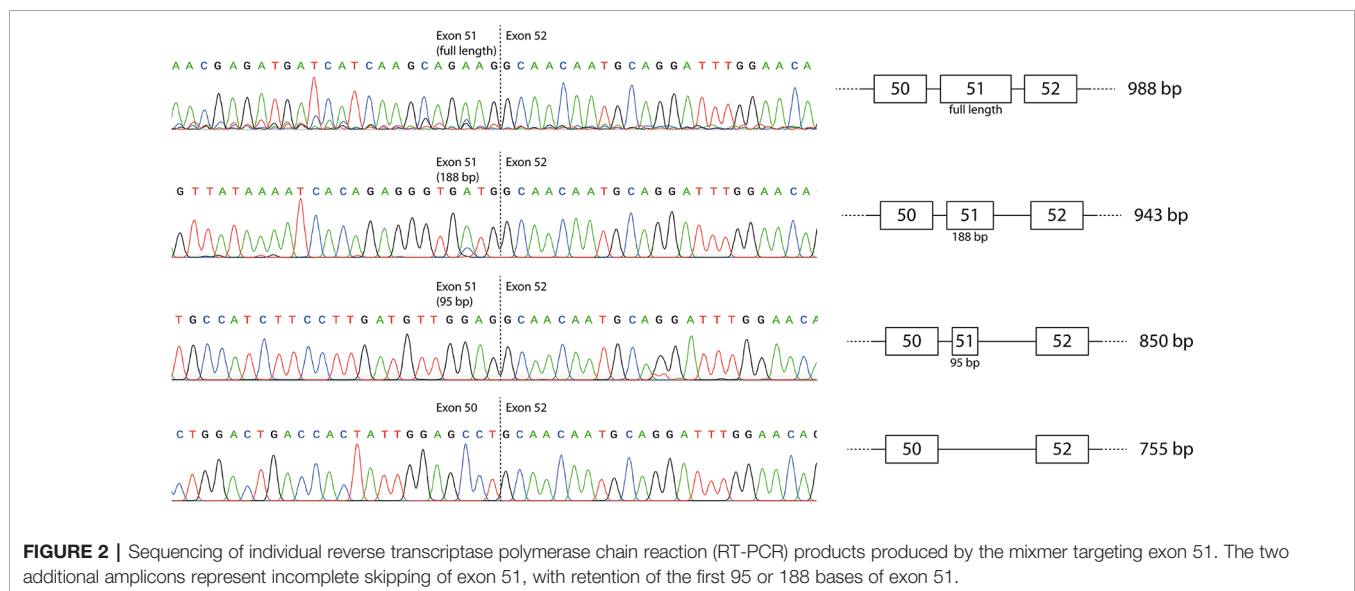 Exon 51 Exon 52
(full length)
A A C G A G A T G A T C A T C A A G C A G A A G G C A A C A A T G C A G G A T T T G G A A C A
50 51 52 988 bp
full length
Exon 51 Exon 52
(188 bp)
G T T A T A A A A T C A C A G A G G G T G A T G G C A A C A A T G C A G G A T T T G G A A C A
50 51 52 943 bp
188 bp
Exon 51 Exon 52
(95 bp)
T G C C A T C T T C C T T G A T G T T G G A G G C A A C A A T G C A G G A T T T G G A A C A
50 51 52 850 bp
95 bp
Exon 50 Exon 52
C T G G A C T G A C C A C T A T T G G A G C C T G C A A C A A T G C A G G A T T T G G A A C A
50 52 755 bp
FIGURE 2 | Sequencing of individual reverse transcriptase polymerase chain reaction (RT-PCR) products produced by the mixmer targeting exon 51. The two
additional amplicons represent incomplete skipping of exon 51, with retention of the first 95 or 188 bases of exon 51.